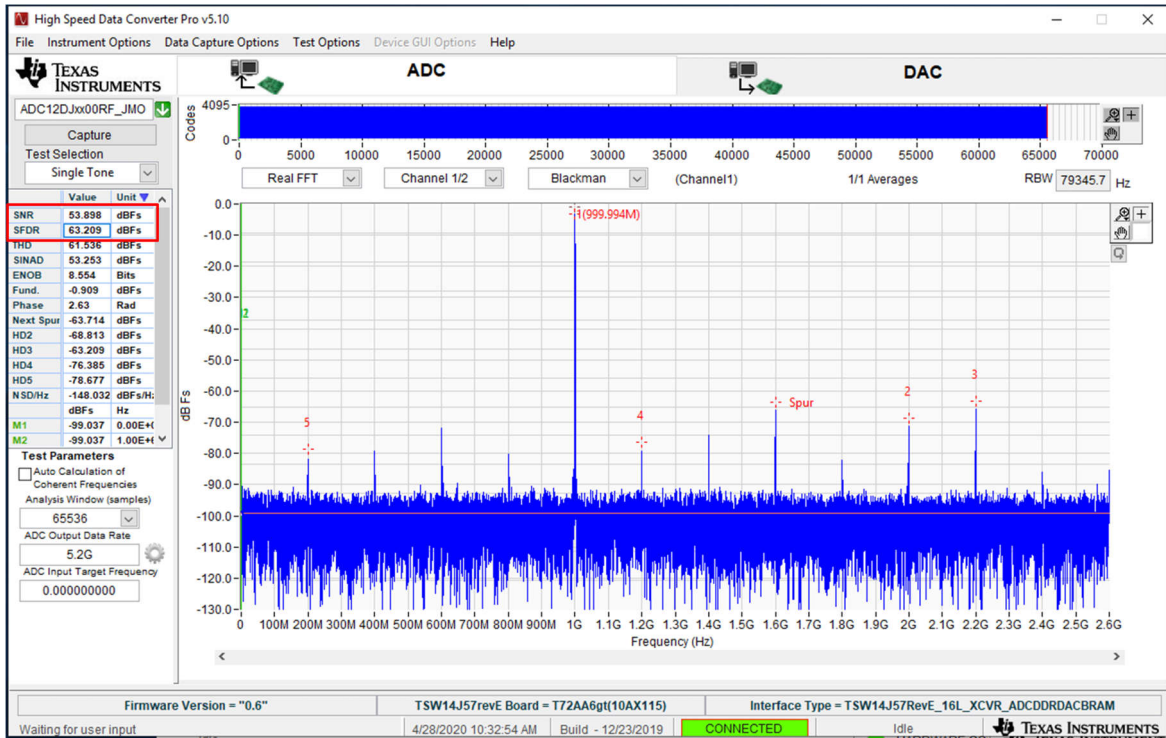 High Speed Data Converter Pro v5.10
File Instrument Options Data Capture Options Test Options Device GUI Options Help
TEXAS INSTRUMENTS
ADC
DAC
ADC12DJxx00RF_JMO
Capture
Test Selection
Single Tone
Value Unit
SNR 53.898 dBFs
SFDR 63.209 dBFs
THD 61.536 dBFs
SINAD 53.253 dBFs
ENOB 8.554 Bits
Fund. -0.909 dBFs
Phase 2.63 Rad
Next Spur -63.714 dBFs
HD2 -68.813 dBFs
HD3 -63.209 dBFs
HD4 -76.385 dBFs
HD5 -78.677 dBFs
NSD/Hz -148.032 dBFs/H:
dBFs Hz
M1 -99.037 0.00E+(
M2 -99.037 1.00E+(
Test Parameters
Auto Calculation of
Coherent Frequencies
Analysis Window (samples)
65536
ADC Output Data Rate
5.2G
ADC Input Target Frequency
0.000000000
Codes
4095
0
0 5000 10000 15000 20000 25000 30000 35000 40000 45000 50000 55000 60000 65000 70000
Real FFT Channel 1/2 Blackman (Channel1) 1/1 Averages RBW 79345.7 Hz
dBFs
0.0
-10.0
-20.0
-30.0
-40.0
-50.0
-60.0
-70.0
-80.0
-90.0
-100.0
-110.0
-120.0
-130.0
1(999.994M)
5
4
Spur
2
3
0 100M 200M 300M 400M 500M 600M 700M 800M 900M 1G 1.1G 1.2G 1.3G 1.4G 1.5G 1.6G 1.7G 1.8G 1.9G 2G 2.1G 2.2G 2.3G 2.4G 2.5G 2.6G
Frequency (Hz)
Firmware Version = "0.6" TSW14J57revE Board = T72AA6gt(10AX115) Interface Type = TSW14J57RevE_16L_XCVR_ADCDDRDACBRAM
Waiting for user input 4/28/2020 10:32:54 AM Build - 12/23/2019 CONNECTED Idle TEXAS INSTRUMENTS